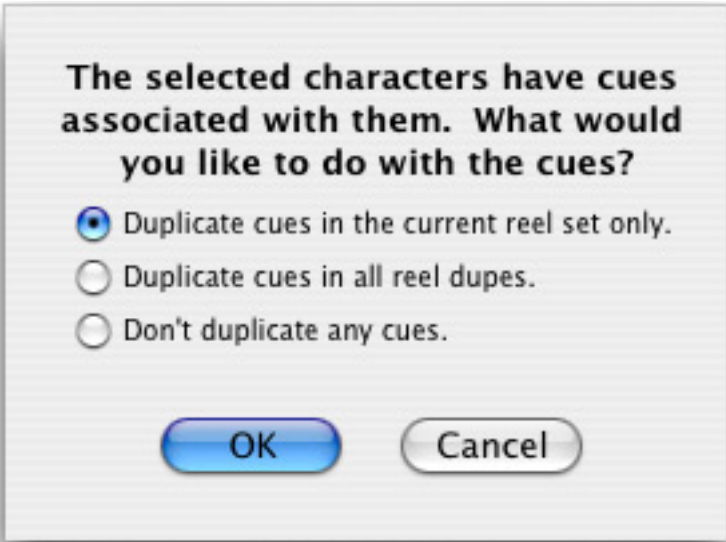 The selected characters have cues
associated with them.  What would
you like to do with the cues?
Duplicate cues in the current reel set only.
Duplicate cues in all reel dupes.
Don't duplicate any cues.
OK
Cancel